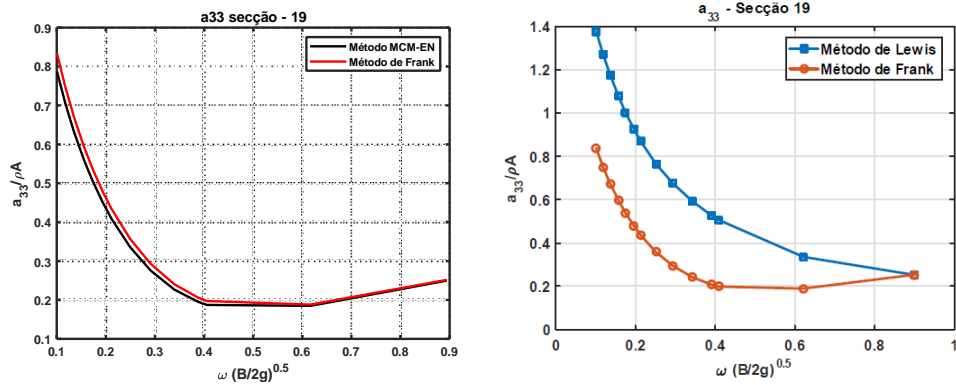 a33 secção - 19
0.9
0.8
0.7
0.6
0.5
0.4
0.3
0.2
0.1
a33/ρA
Método MCM-EN
Método de Frank
0.1 0.2 0.3 0.4 0.5 0.6 0.7 0.8 0.9
ω (B/2g)^0.5
a33 - Secção 19
1.4
1.2
1
0.8
0.6
0.4
0.2
0
a33/ρA
Método de Lewis
Método de Frank
0 0.2 0.4 0.6 0.8 1
ω (B/2g)^0.5